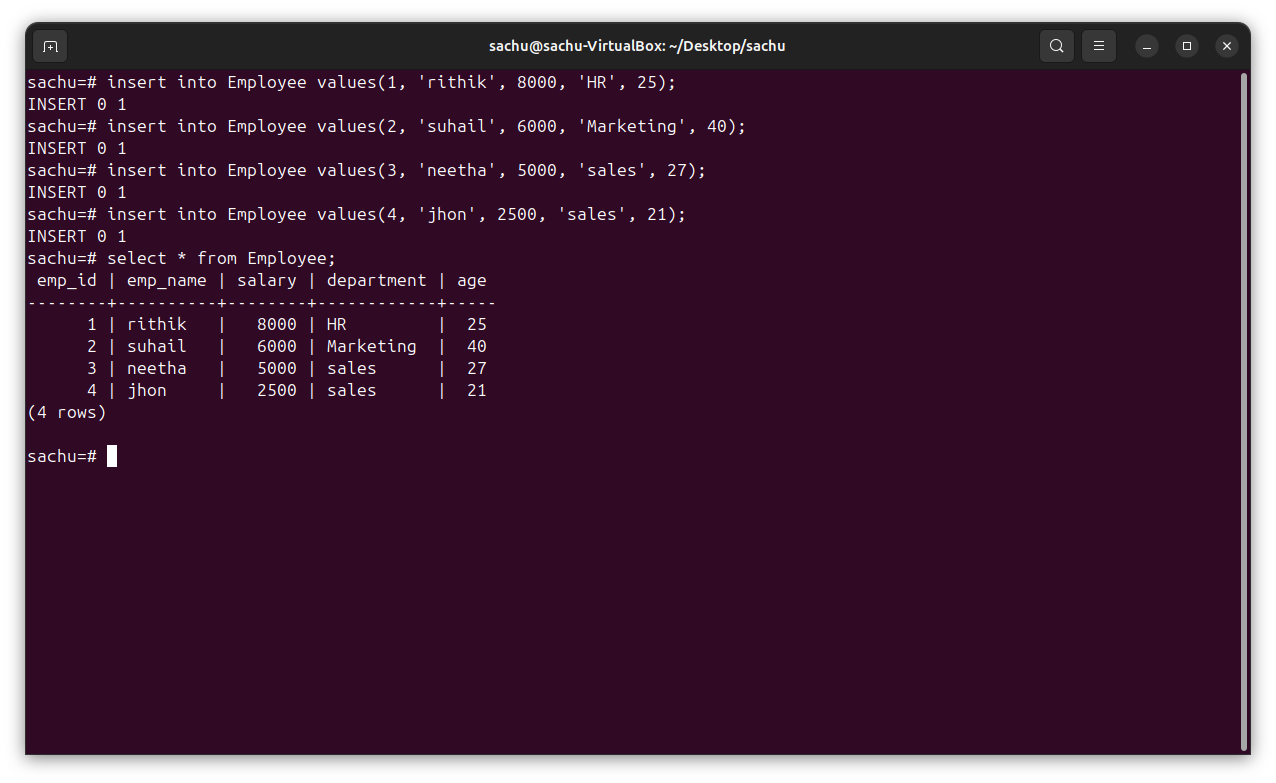 sachu@sachu-VirtualBox: ~/Desktop/sachu
sachu=# insert into Employee values(1, 'rithik', 8000, 'HR', 25);
INSERT 0 1
sachu=# insert into Employee values(2, 'suhail', 6000, 'Marketing', 40);
INSERT 0 1
sachu=# insert into Employee values(3, 'neetha', 5000, 'sales', 27);
INSERT 0 1
sachu=# insert into Employee values(4, 'jhon', 2500, 'sales', 21);
INSERT 0 1
sachu=# select * from Employee;
 emp_id | emp_name | salary | department | age
--------+----------+--------+------------+-----
      1 | rithik   |   8000 | HR         |  25
      2 | suhail   |   6000 | Marketing  |  40
      3 | neetha   |   5000 | sales      |  27
      4 | jhon     |   2500 | sales      |  21
(4 rows)
sachu=#